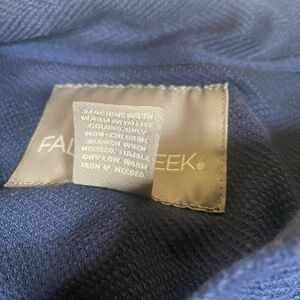 MACHINE WASH
WARM WITH LIKE
COLORS. ONLY
NON-CHLORINE
BLEACH WHEN
NEEDED. TUMBLE
DRY LOW. WARM
IRON IF NEEDED.
FAL EEK